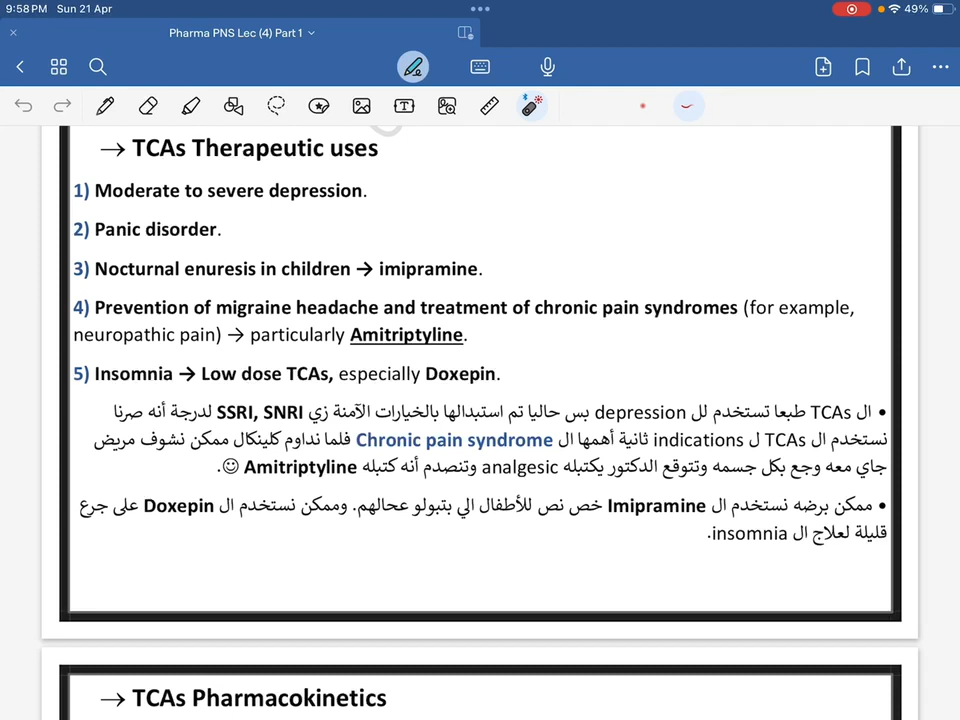 9:58 PM Sun 21 Apr
49%
Pharma PNS Lec (4) Part 1
→ TCAs Therapeutic uses
1) Moderate to severe depression.
2) Panic disorder.
3) Nocturnal enuresis in children → imipramine.
4) Prevention of migraine headache and treatment of chronic pain syndromes (for example,
neuropathic pain) → particularly Amitriptyline.
5) Insomnia → Low dose TCAs, especially Doxepin.
• ال TCAs طبعا تستخدم لل depression بس حاليا تم استبدالها بالخيارات الآمنة زي SSRI, SNRI لدرجة أنه صرنا
نستخدم ال TCAs ل indications ثانية أهمها ال Chronic pain syndrome فلما نداوم كلينكال ممكن نشوف مريض
جاي معه وجع بكل جسمه وتتوقع الدكتور يكتبله analgesic وتنصدم أنه كتبله Amitriptyline ☺.
• ممكن برضه نستخدم ال Imipramine خص نص للأطفال الي بتبولو عحالهم. وممكن نستخدم ال Doxepin على جرع
قليلة لعلاج ال insomnia.
→ TCAs Pharmacokinetics